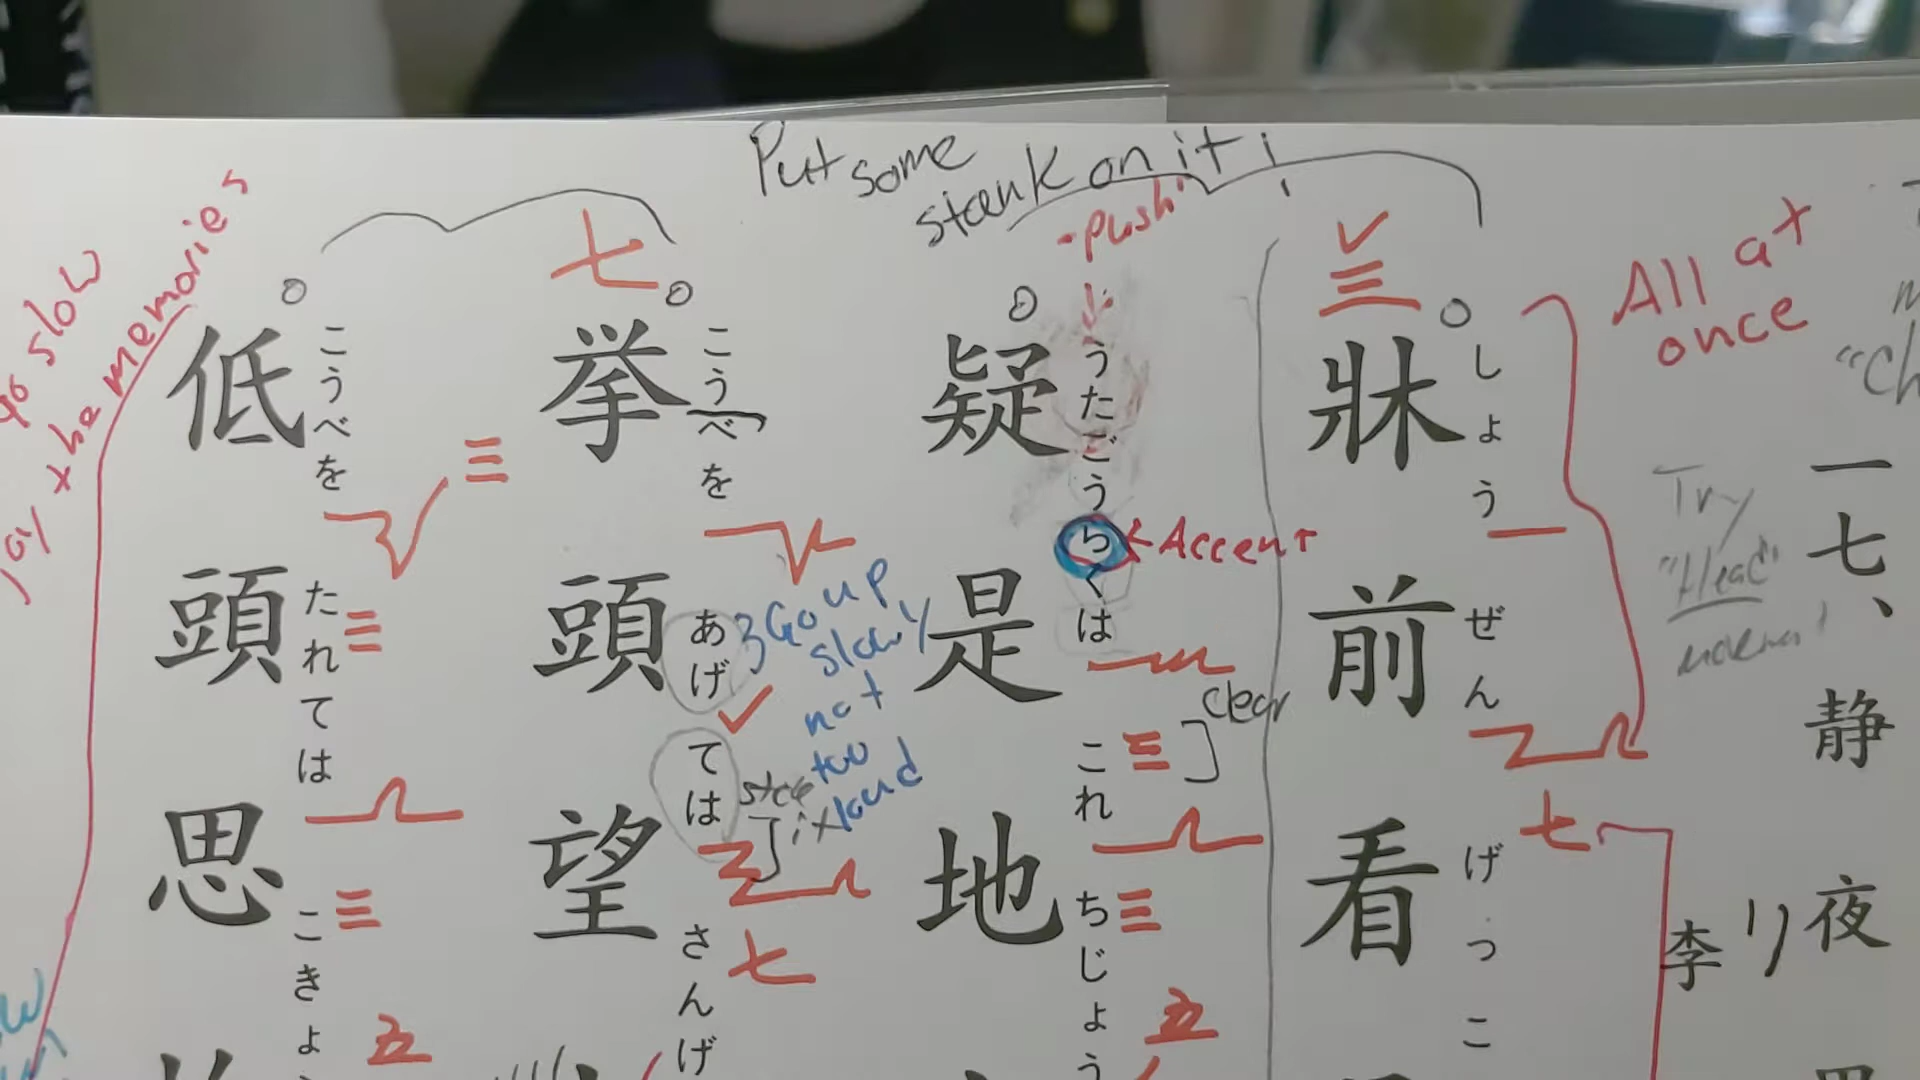 一七、静夜
李
牀前看
しょう
ぜん
げっこ
三
七
All at
once
Try
"Head"
Put some
stank on it
push
疑是地
うたごうらくは
これ
ちじょう
Accent
三
clear
三
五
挙頭望
こうべを
あげ
ては
さんげ
七
Go up
slowly
not
too
loud
七
低頭思
こうべを
たれては
こきょ
三
三
三
五
go slow
the memories